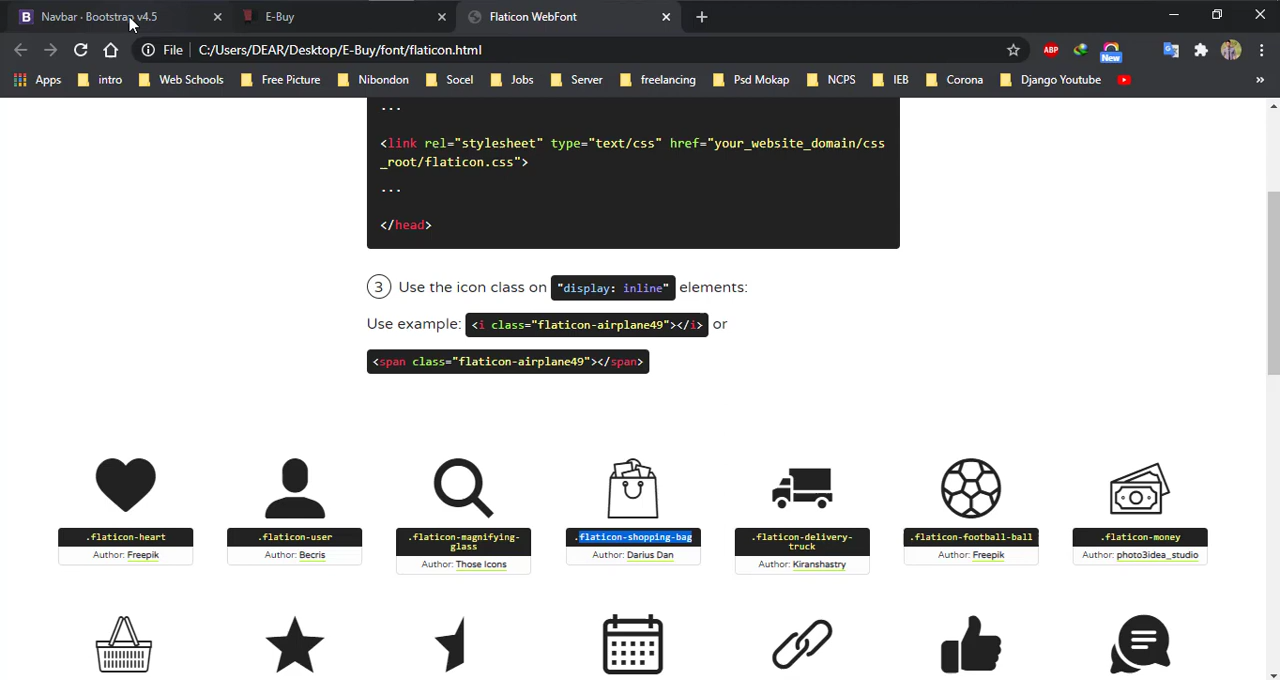 Navbar · Bootstrap v4.5
E-Buy
Flaticon WebFont
File C:/Users/DEAR/Desktop/E-Buy/font/flaticon.html
ABP
New
Apps intro Web Schools Free Picture Nibondon Socel Jobs Server freelancing Psd Mokap NCPS IEB Corona Django Youtube »
...
<link rel="stylesheet" type="text/css" href="your_website_domain/css
_root/flaticon.css">
...
</head>
3 Use the icon class on "display: inline" elements:
Use example: <i class="flaticon-airplane49"></i> or
<span class="flaticon-airplane49"></span>
.flaticon-heart
Author: Freepik
.flaticon-user
Author: Becris
.flaticon-magnifying-
glass
Author: Those Icons
.flaticon-shopping-bag
Author: Darius Dan
.flaticon-delivery-
truck
Author: Kiranshastry
.flaticon-football-ball
Author: Freepik
.flaticon-money
Author: photo3idea_studio